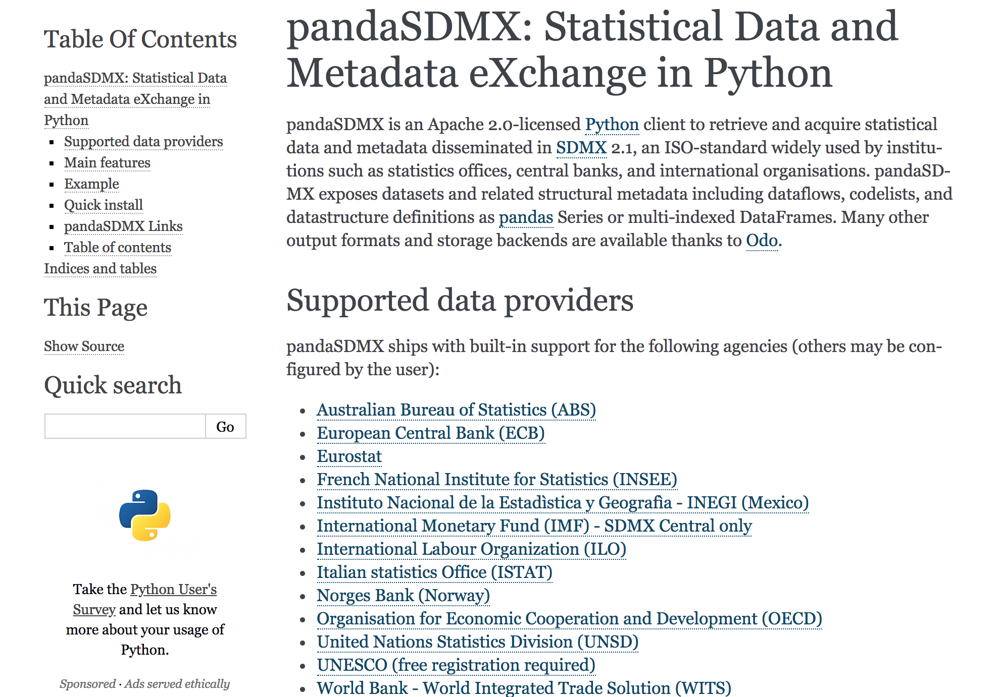 Table Of Contents
pandaSDMX: Statistical Data
and Metadata eXchange in
Python
Supported data providers
Main features
Example
Quick install
pandaSDMX Links
Table of contents
Indices and tables
This Page
Show Source
Quick search
Go
Take the Python User's
Survey and let us know
more about your usage of
Python.
Sponsored · Ads served ethically
pandaSDMX: Statistical Data and
Metadata eXchange in Python
pandaSDMX is an Apache 2.0-licensed Python client to retrieve and acquire statistical
data and metadata disseminated in SDMX 2.1, an ISO-standard widely used by institu-
tions such as statistics offices, central banks, and international organisations. pandaSD-
MX exposes datasets and related structural metadata including dataflows, codelists, and
datastructure definitions as pandas Series or multi-indexed DataFrames. Many other
output formats and storage backends are available thanks to Odo.
Supported data providers
pandaSDMX ships with built-in support for the following agencies (others may be con-
figured by the user):
Australian Bureau of Statistics (ABS)
European Central Bank (ECB)
Eurostat
French National Institute for Statistics (INSEE)
Instituto Nacional de la Estadìstica y Geografìa - INEGI (Mexico)
International Monetary Fund (IMF) - SDMX Central only
International Labour Organization (ILO)
Italian statistics Office (ISTAT)
Norges Bank (Norway)
Organisation for Economic Cooperation and Development (OECD)
United Nations Statistics Division (UNSD)
UNESCO (free registration required)
World Bank - World Integrated Trade Solution (WITS)